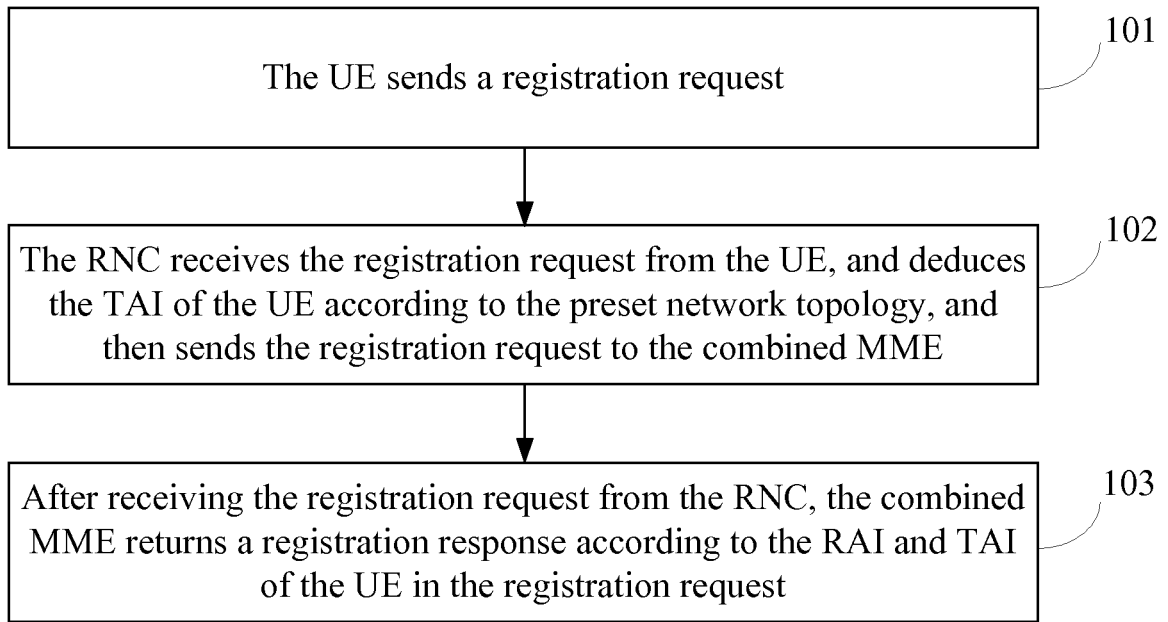 The UE sends a registration request
101
The RNC receives the registration request from the UE, and deduces
the TAI of the UE according to the preset network topology, and
then sends the registration request to the combined MME
102
After receiving the registration request from the RNC, the combined
MME returns a registration response according to the RAI and TAI
of the UE in the registration request
103